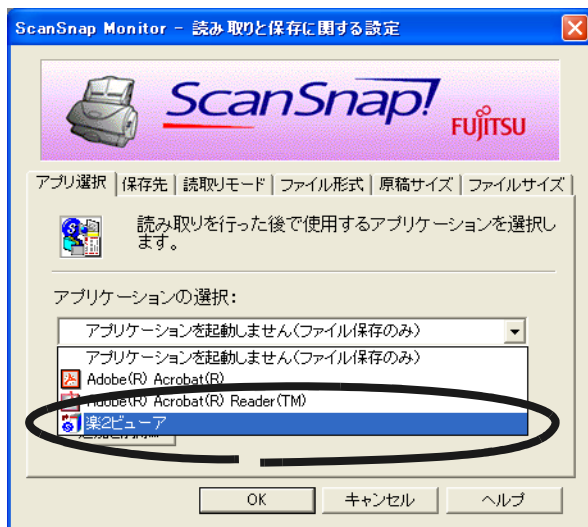 ScanSnap Monitor - 読み取りと保存に関する設定
ScanSnap!
FUJITSU
アプリ選択 保存先 読取りモード ファイル形式 原稿サイズ ファイルサイズ
読み取りを行った後で使用するアプリケーションを選択し
ます。
アプリケーションの選択:
アプリケーションを起動しません(ファイル保存のみ)
アプリケーションを起動しません(ファイル保存のみ)
Adobe(R) Acrobat(R)
Adobe(R) Acrobat(R) Reader(TM)
楽2ビューア
OK キャンセル ヘルプ